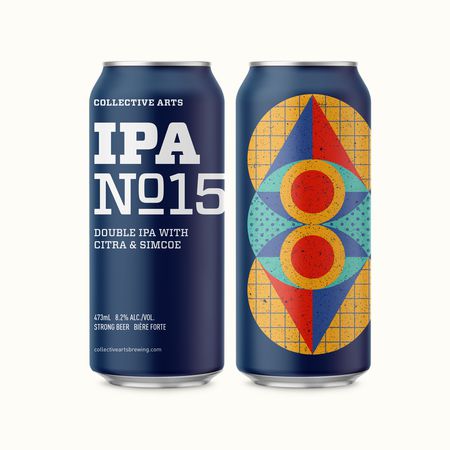 COLLECTIVE ARTS
IPA
No15
DOUBLE IPA WITH
CITRA & SIMCOE
473mL 8.2% ALC./VOL.
STRONG BEER BIÈRE FORTE
collectiveartsbrewing.com